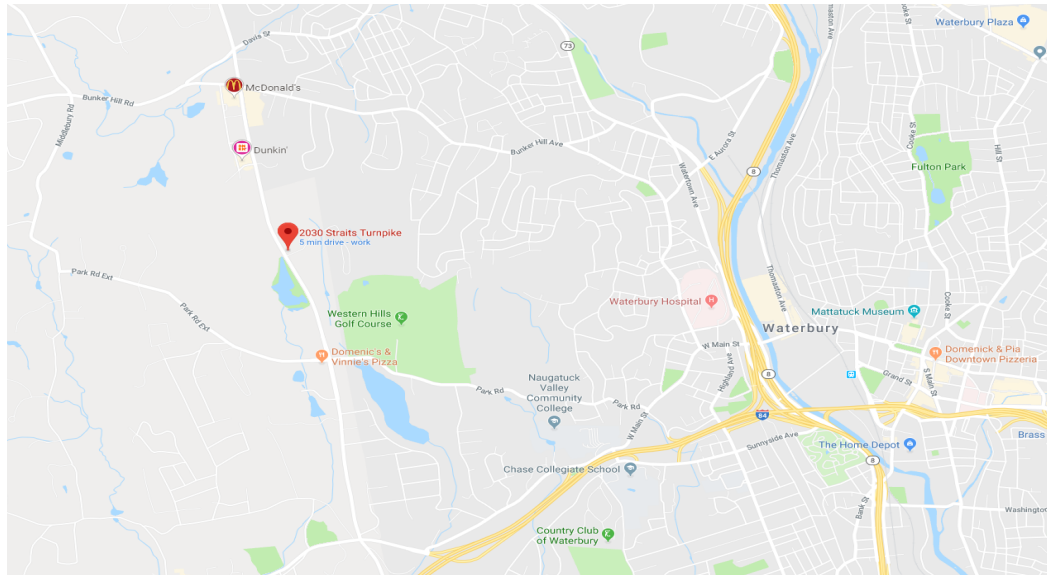 Thomaston Ave
Cooke St
Waterbury Plaza
Davis St
73
McDonald's
Bunker Hill Rd
Middlebury Rd
Dunkin'
Bunker Hill Ave
E Aurora St
Thomaston Ave
Cooke St
Hill St
Watertown Ave
8
Fulton Park
2030 Straits Turnpike
5 min drive - work
Park Rd Ext
Park Rd Ext
Western Hills
Golf Course
Waterbury Hospital
H
Thomaston Ave
Mattatuck Museum
Cooke St
Waterbury
W Main St
Domenic's &
Vinnie's Pizza
Domenick & Pia
Downtown Pizzeria
Highland Ave
8
Grand St
S Main St
Naugatuck
Valley
Community
College
Park Rd
Park Rd
W Main St
84
Sunnyside Ave
Brass
The Home Depot
8
Chase Collegiate School
Bank St
Washington
Country Club
of Waterbury